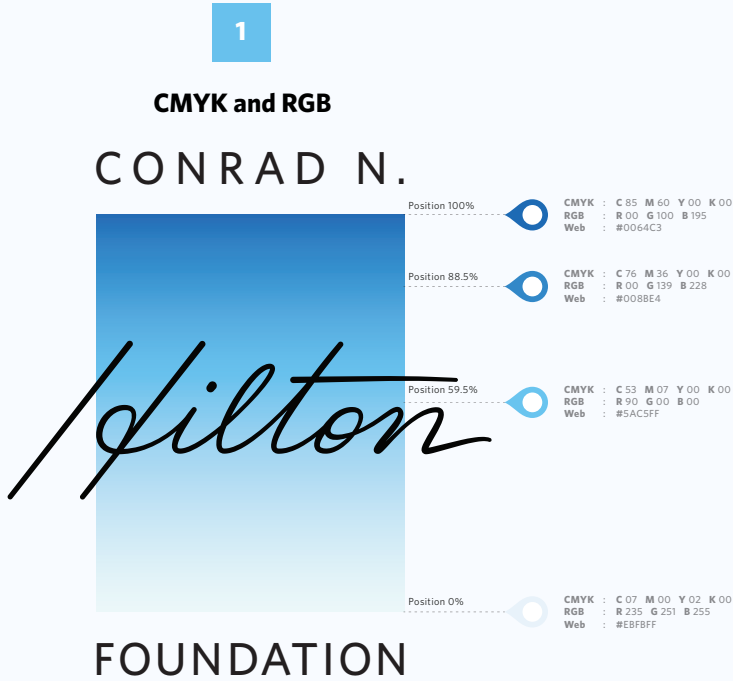 1
CMYK and RGB
CONRAD N.
Position 100%
CMYK : C 85 M 60 Y 00 K 00
RGB : R 00 G 100 B 195
Web : #0064C3
Position 88.5%
CMYK : C 76 M 36 Y 00 K 00
RGB : R 00 G 139 B 228
Web : #008BE4
Hilton
Position 59.5%
CMYK : C 53 M 07 Y 00 K 00
RGB : R 90 G 00 B 00
Web : #5AC5FF
Position 0%
CMYK : C 07 M 00 Y 02 K 00
RGB : R 235 G 251 B 255
Web : #EBFBFF
FOUNDATION